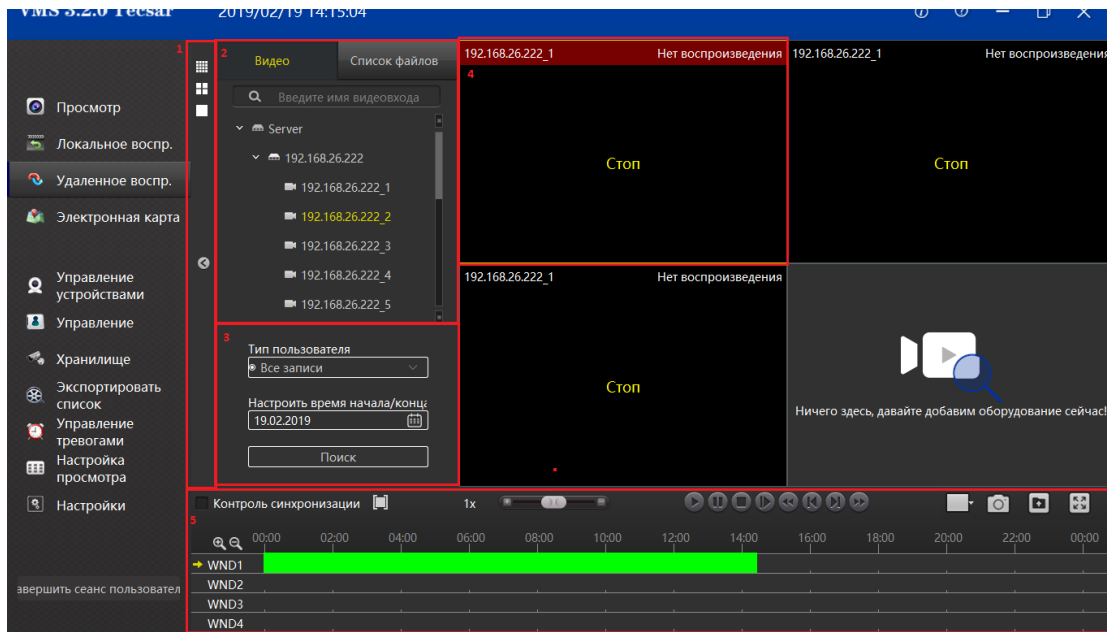 VMS 3.2.0 Tecsar
2019/02/19 14:15:04
1
Просмотр
Локальное воспр.
Удаленное воспр.
Электронная карта
Управление
устройствами
Управление
Хранилище
Экспортировать
список
Управление
тревогами
Настройка
просмотра
Настройки
авершить сеанс пользовател
2
Видео
Список файлов
Введите имя видеовхода
Server
192.168.26.222
192.168.26.222_1
192.168.26.222_2
192.168.26.222_3
192.168.26.222_4
192.168.26.222_5
3
Тип пользователя
Все записи
Настроить время начала/конца
19.02.2019
Поиск
192.168.26.222_1 Нет воспроизведения
4
Стоп
192.168.26.222_1 Нет воспроизведения
Стоп
192.168.26.222_1 Нет воспроизведения
Стоп
Ничего здесь, давайте добавим оборудование сейчас!
Контроль синхронизации 1x
5
00:00 02:00 04:00 06:00 08:00 10:00 12:00 14:00 16:00 18:00 20:00 22:00 00:00
WND1
WND2
WND3
WND4